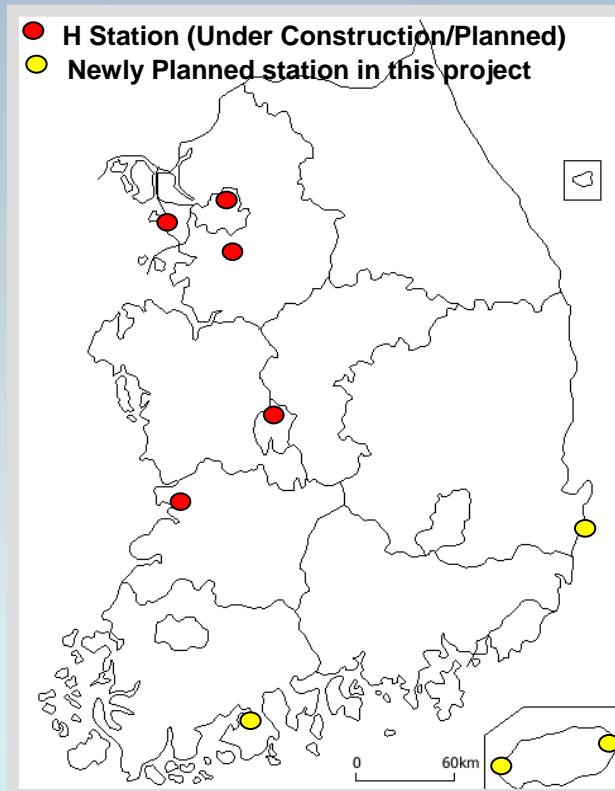 H Station (Under Construction/Planned)
Newly Planned station in this project
0 60km